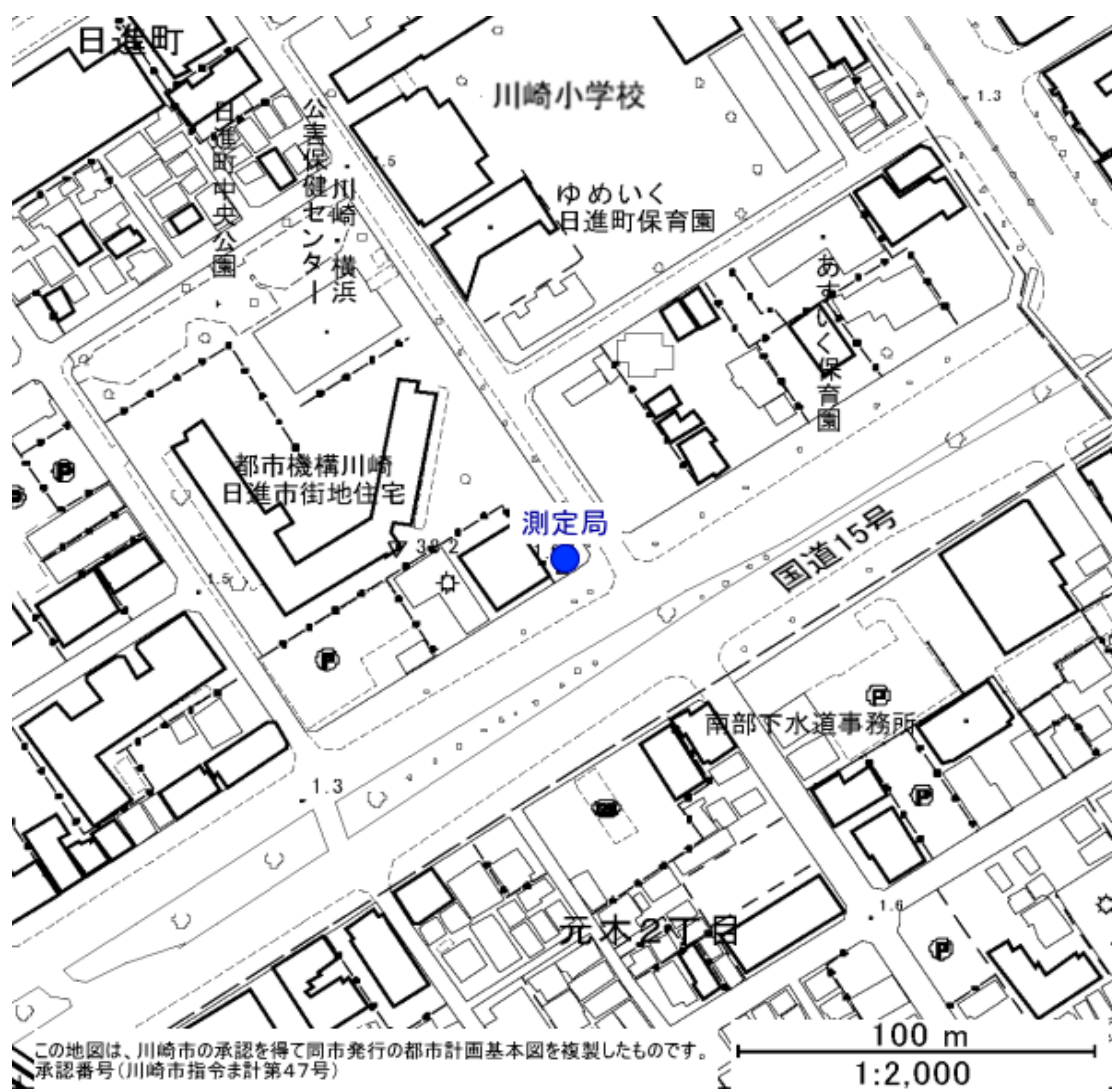 日進町
川崎小学校
1.3
公害保健センター
川崎・横浜
日進町中央公園
1.5
ゆめいく
日進町保育園
あすいく保育園
都市機構川崎
日進市街地住宅
P
測定局
国道15号
1.5
P
P
南部下水道事務所
1.3
P
1.6
元木2丁目
P
この地図は、川崎市の承認を得て同市発行の都市計画基本図を複製したものです。
承認番号(川崎市指令ま計第47号)
100 m
1:2,000